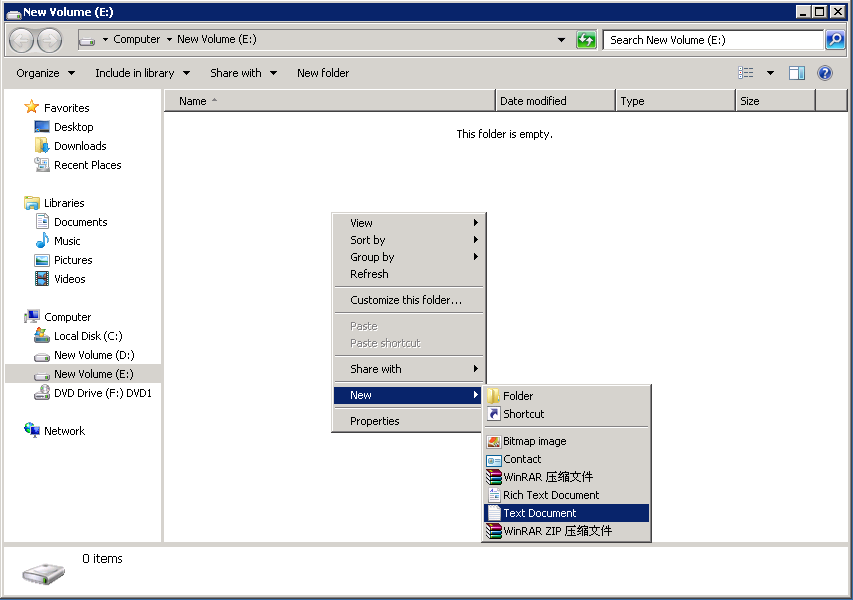 New Volume (E:)
Computer New Volume (E:) Search New Volume (E:)
Organize Include in library Share with New folder
Name Date modified Type Size
This folder is empty.
Favorites
Desktop
Downloads
Recent Places
Libraries
Documents
Music
Pictures
Videos
Computer
Local Disk (C:)
New Volume (D:)
New Volume (E:)
DVD Drive (F:) DVD1
Network
View
Sort by
Group by
Refresh
Customize this folder...
Paste
Paste shortcut
Share with
New
Properties
Folder
Shortcut
Bitmap image
Contact
WinRAR 压缩文件
Rich Text Document
Text Document
WinRAR ZIP 压缩文件
0 items